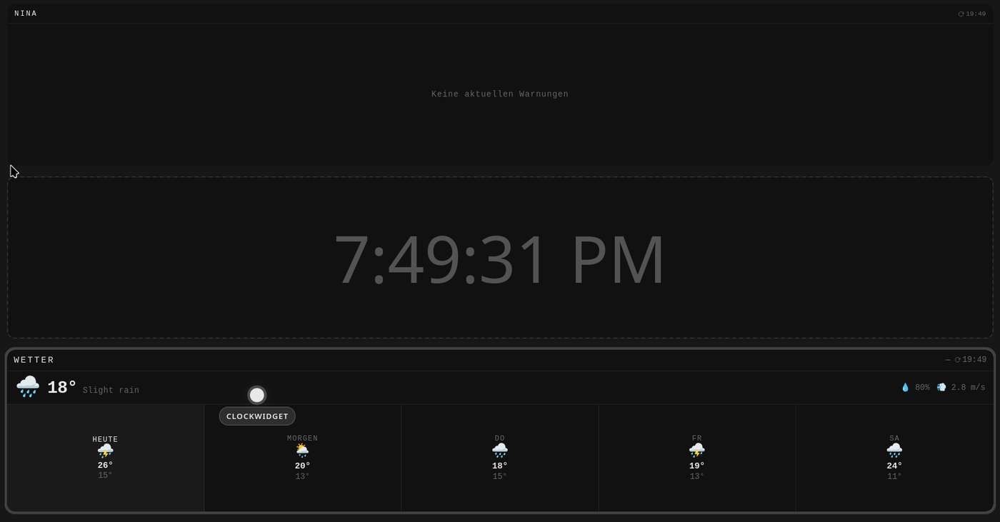 NINA
19:49
Keine aktuellen Warnungen
7:49:31 PM
WETTER
— 19:49
18° Slight rain
80% 2.8 m/s
CLOCKWIDGET
HEUTE
26°
15°
MORGEN
20°
13°
DO
18°
15°
FR
19°
13°
SA
24°
11°